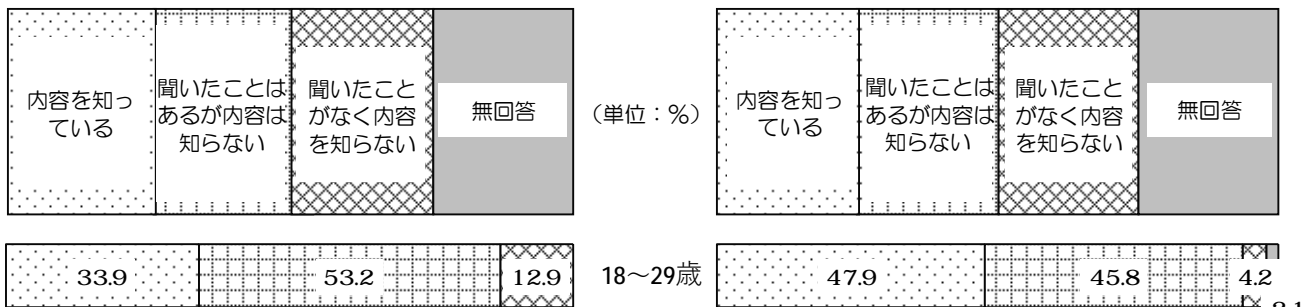 内容を知っ
ている
聞いたことは
あるが内容は
知らない
聞いたこと
がなく内容
を知らない
無回答
（単位：％）
内容を知っ
ている
聞いたことは
あるが内容は
知らない
聞いたこと
がなく内容
を知らない
無回答
33.9 53.2 12.9 18～29歳 47.9 45.8 4.2